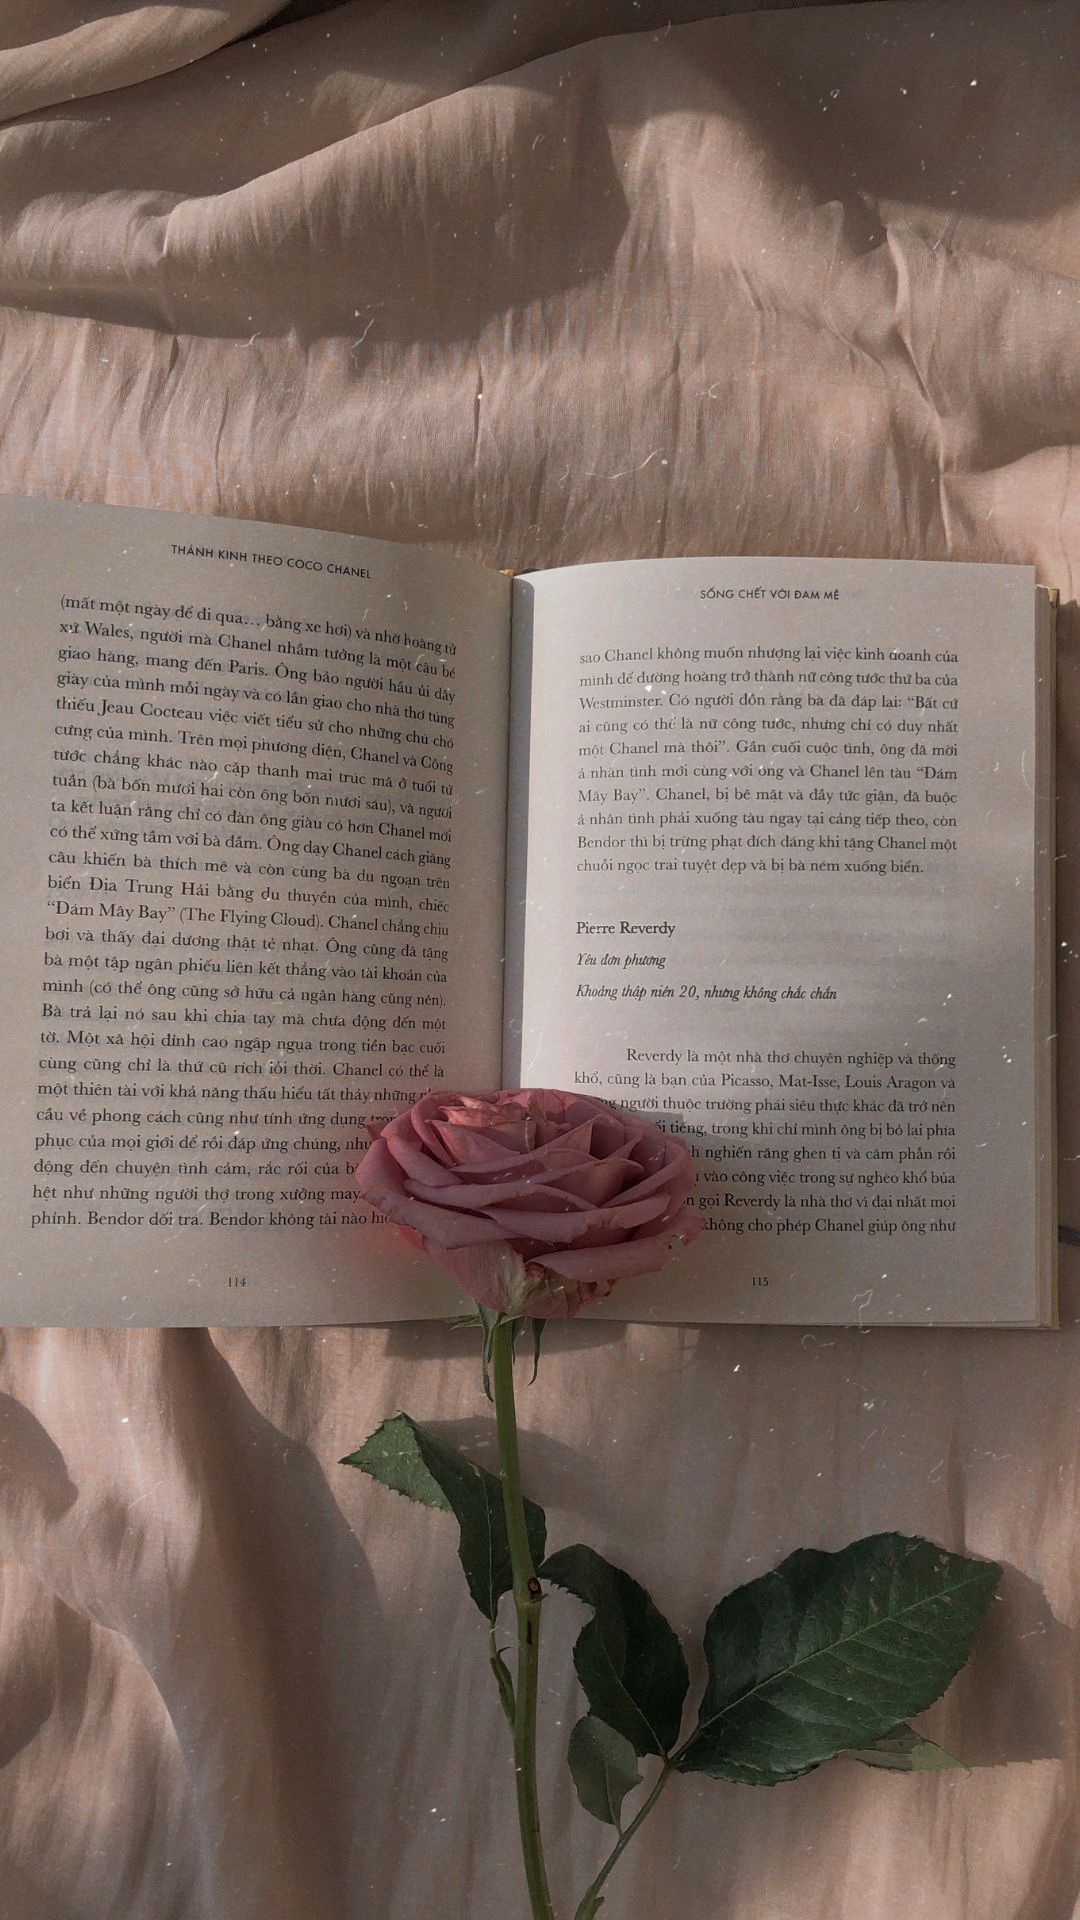 THÁNH KINH THEO COCO CHANEL
(mất một ngày để đi qua… bằng xe hơi) và nhờ hoàng tử
xứ Wales, người mà Chanel nhầm tưởng là một cậu bé
giao hàng, mang đến Paris. Ông bảo người hầu ủi dây
giày của mình mỗi ngày và có lần giao cho nhà thơ túng
thiếu Jeau Cocteau việc viết tiểu sử cho những chú chó
cưng của mình. Trên mọi phương diện, Chanel và Công
tước chẳng khác nào cặp thanh mai trúc mã ở tuổi tứ
tuần (bà bốn mươi hai còn ông bốn mươi sáu), và người
ta kết luận rằng chỉ có đàn ông giàu có hơn Chanel mới
có thể xứng tầm với bà đầm. Ông dạy Chanel cách giăng
câu khiến bà thích mê và còn cùng bà du ngoạn trên
biển Địa Trung Hải bằng du thuyền của mình, chiếc
“Đám Mây Bay” (The Flying Cloud). Chanel chẳng chịu
bơi và thấy đại dương thật tẻ nhạt. Ông cũng đã tặng
bà một tập ngân phiếu liên kết thẳng vào tài khoản của
mình (có thể ông cũng sở hữu cả ngân hàng cũng nên).
Bà trả lại nó sau khi chia tay mà chưa động đến một
tờ. Một xã hội đỉnh cao ngập ngụa trong tiền bạc cuối
cùng cũng chỉ là thứ cũ rích lỗi thời. Chanel có thể là
một thiên tài với khả năng thấu hiểu tất thảy những
cầu về phong cách cũng như tính ứng dụng
phục của mọi giới để rồi đáp ứng chúng,
động đến chuyện tình cảm, rắc rối của
hệt như những người thợ trong xưởng may.
phỉnh. Bendor dối trá. Bendor không tài nào
114
SỐNG CHẾT VỚI ĐAM MÊ
sao Chanel không muốn nhượng lại việc kinh doanh của
mình để đường hoàng trở thành nữ công tước thứ ba của
Westminster. Có người đồn rằng bà đã đáp lại: “Bất cứ
ai cũng có thể là nữ công tước, nhưng chỉ có duy nhất
một Chanel mà thôi”. Gần cuối cuộc tình, ông đã mời
ả nhân tình mới cùng với ông và Chanel lên tàu “Đám
Mây Bay”. Chanel, bị bẽ mặt và đầy tức giận, đã buộc
ả nhân tình phải xuống tàu ngay tại cảng tiếp theo, còn
Bendor thì bị trừng phạt đích đáng khi tặng Chanel một
chuỗi ngọc trai tuyệt đẹp và bị bà ném xuống biển.
Pierre Reverdy
Yêu đơn phương
Khoảng thập niên 20, nhưng không chắc chắn
Reverdy là một nhà thơ chuyên nghiệp và thống
khổ, cũng là bạn của Picasso, Mat-Isse, Louis Aragon và
người thuộc trường phái siêu thực khác đã trở nên
tiếng, trong khi chỉ mình ông bị bỏ lại phía
nghiến răng ghen tị và căm phẫn rồi
vào công việc trong sự nghèo khổ bủa
gọi Reverdy là nhà thơ vĩ đại nhất mọi
không cho phép Chanel giúp ông như
115